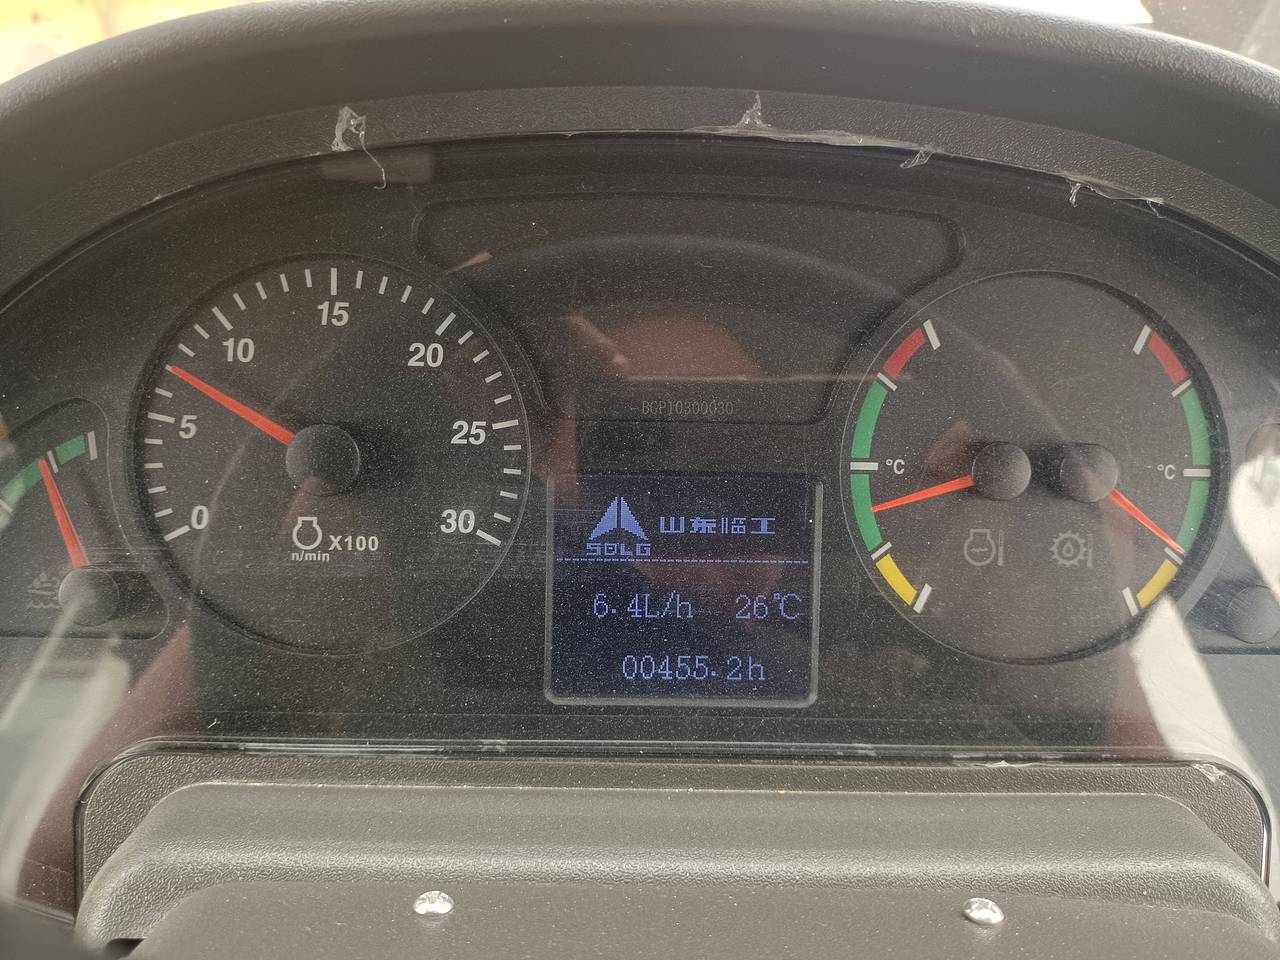 15
10
20
5
25
0
30
n/min
X100
BGP10300030
°C
°C
SDLG
山东临工
6.4L/h 26℃
00455.2h